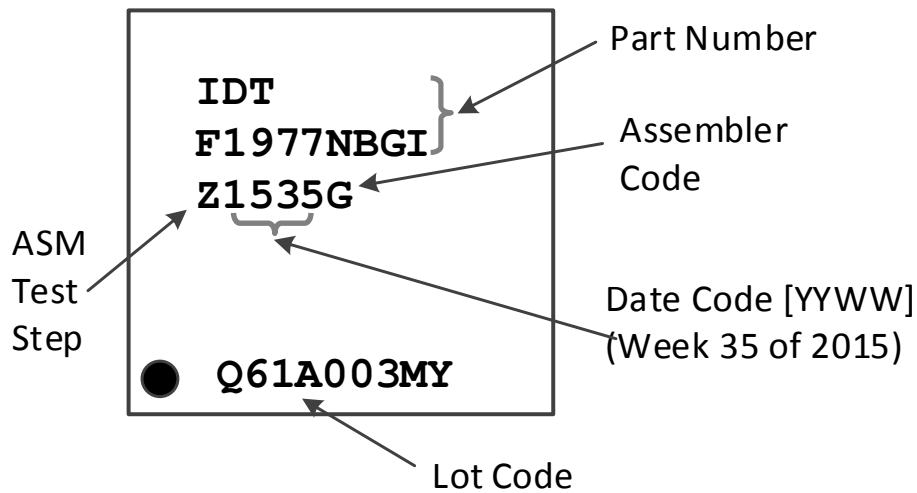 Part Number
IDT
F1977NBGI
Assembler
Code
Z1535G
ASM
Test
Step
Date Code [YYWW]
(Week 35 of 2015)
Q61A003MY
Lot Code